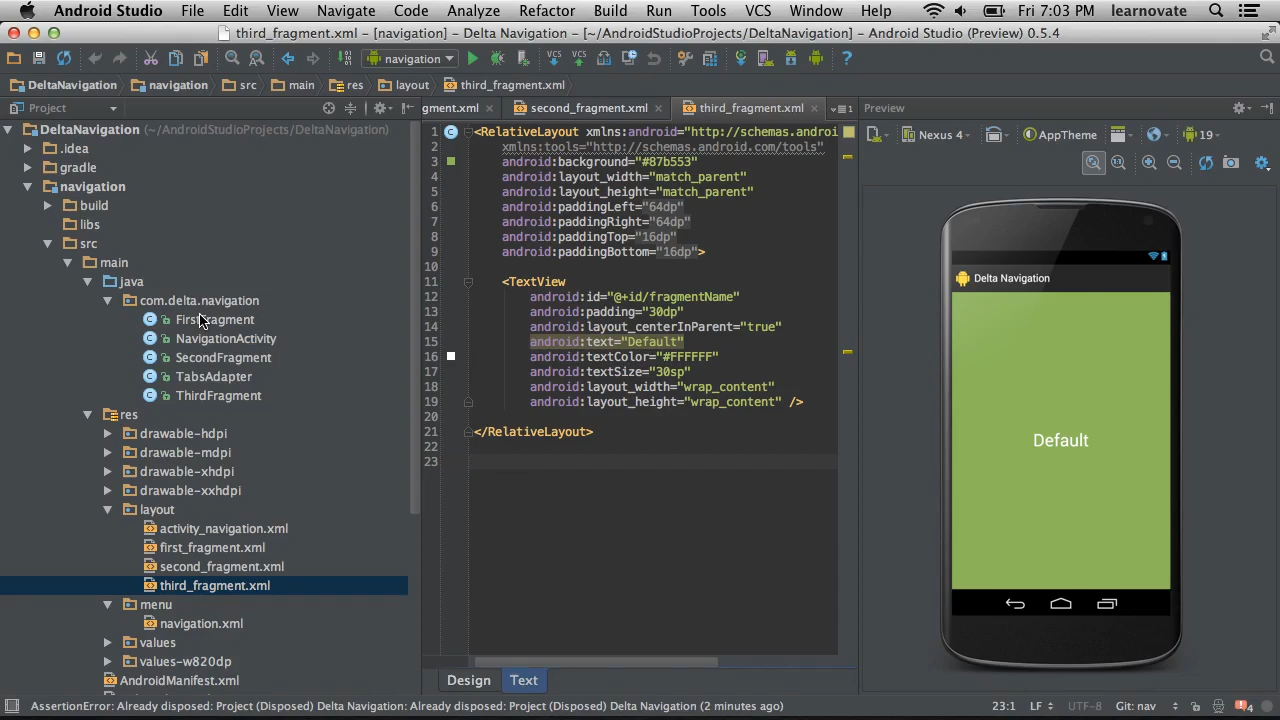 Android Studio File Edit View Navigate Code Analyze Refactor Build Run Tools VCS Window Help Fri 7:03 PM learnovate
third_fragment.xml – [navigation] – Delta Navigation – [~/AndroidStudioProjects/DeltaNavigation] – Android Studio (Preview) 0.5.4
navigation
DeltaNavigation navigation src main res layout third_fragment.xml
Project
gment.xml second_fragment.xml third_fragment.xml
Preview
Nexus 4 AppTheme 19
DeltaNavigation (~/AndroidStudioProjects/DeltaNavigation)
.idea
gradle
navigation
build
libs
src
main
java
com.delta.navigation
FirstFragment
NavigationActivity
SecondFragment
TabsAdapter
ThirdFragment
res
drawable-hdpi
drawable-mdpi
drawable-xhdpi
drawable-xxhdpi
layout
activity_navigation.xml
first_fragment.xml
second_fragment.xml
third_fragment.xml
menu
navigation.xml
values
values-w820dp
AndroidManifest.xml
1 <RelativeLayout xmlns:android="http://schemas.androi
2 xmlns:tools="http://schemas.android.com/tools"
3 android:background="#87b553"
4 android:layout_width="match_parent"
5 android:layout_height="match_parent"
6 android:paddingLeft="64dp"
7 android:paddingRight="64dp"
8 android:paddingTop="16dp"
9 android:paddingBottom="16dp">
10
11 <TextView
12 android:id="@+id/fragmentName"
13 android:padding="30dp"
14 android:layout_centerInParent="true"
15 android:text="Default"
16 android:textColor="#FFFFFF"
17 android:textSize="30sp"
18 android:layout_width="wrap_content"
19 android:layout_height="wrap_content" />
20
21 </RelativeLayout>
22
23
Design Text
Delta Navigation
Default
AssertionError: Already disposed: Project (Disposed) Delta Navigation: Already disposed: Project (Disposed) Delta Navigation (2 minutes ago) 23:1 LF UTF-8 Git: nav 4